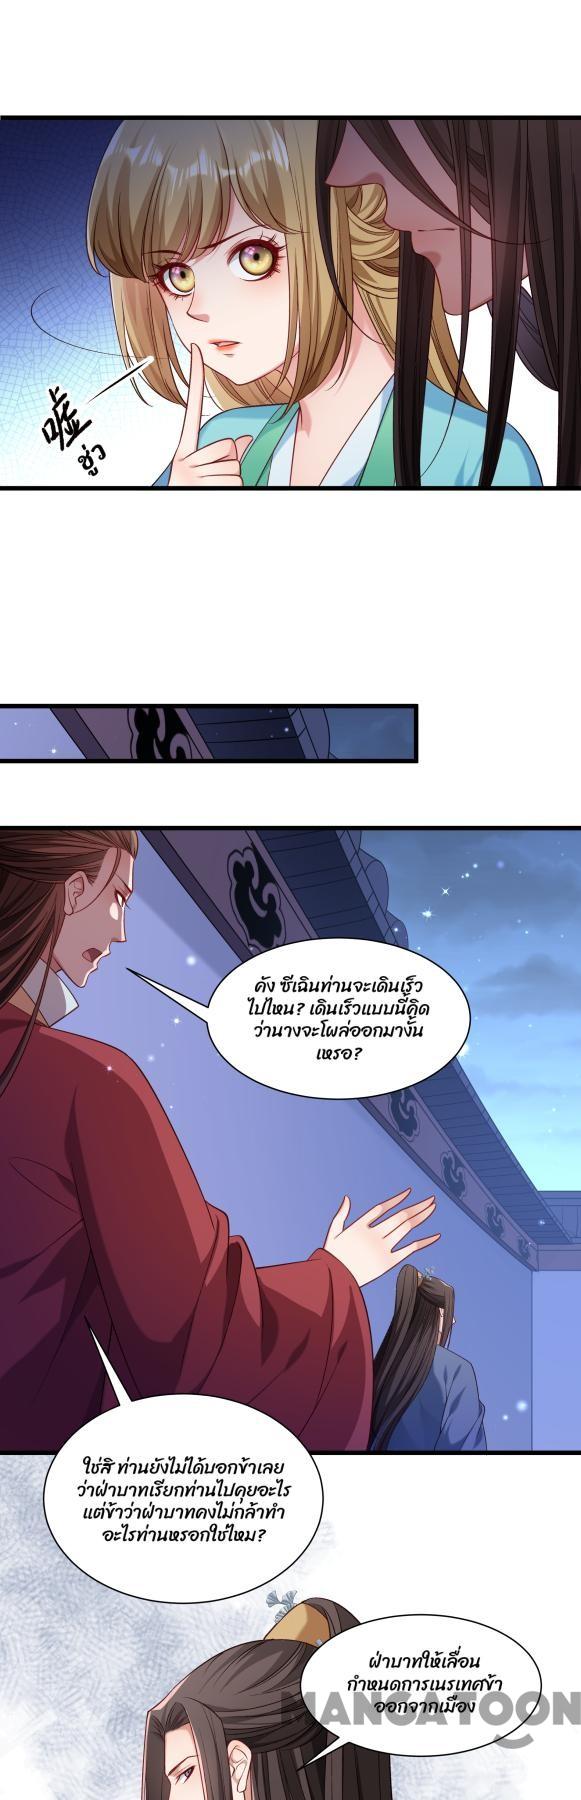 嘘
ชู่ว
คัง ซีเฉินท่านจะเดินเร็ว
ไปไหน? เดินเร็วแบบนี้คิด
ว่านางจะโผล่ออกมางั้น
เหรอ?
ใช่สิ ท่านยังไม่ได้บอกข้าเลย
ว่าฝ่าบาทเรียกท่านไปคุยอะไร
แต่ข้าว่าฝ่าบาทคงไม่กล้าทำ
อะไรท่านหรอกใช่ไหม?
ฝ่าบาทให้เลื่อน
กำหนดการเนรเทศข้า
ออกจากเมือง
MANGATOON